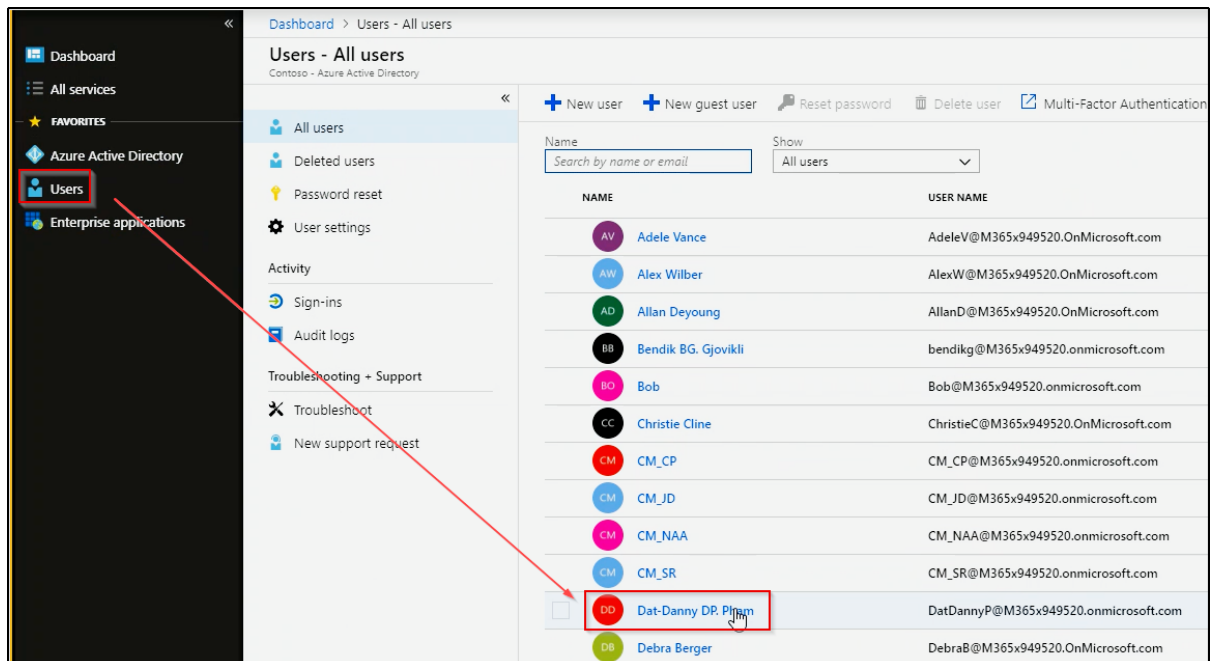 Dashboard
All services
FAVORITES
Azure Active Directory
Users
Enterprise applications
Dashboard > Users - All users
Users - All users
Contoso - Azure Active Directory
All users
Deleted users
Password reset
User settings
Activity
Sign-ins
Audit logs
Troubleshooting + Support
Troubleshoot
New support request
New user New guest user Reset password Delete user Multi-Factor Authentication
Name Show
Search by name or email All users
NAME USER NAME
AV Adele Vance AdeleV@M365x949520.OnMicrosoft.com
AW Alex Wilber AlexW@M365x949520.OnMicrosoft.com
AD Allan Deyoung AllanD@M365x949520.OnMicrosoft.com
BB Bendik BG. Gjovikli bendikg@M365x949520.onmicrosoft.com
BO Bob Bob@M365x949520.onmicrosoft.com
CC Christie Cline ChristieC@M365x949520.OnMicrosoft.com
CM CM_CP CM_CP@M365x949520.onmicrosoft.com
CM CM_JD CM_JD@M365x949520.onmicrosoft.com
CM CM_NAA CM_NAA@M365x949520.onmicrosoft.com
CM CM_SR CM_SR@M365x949520.onmicrosoft.com
DD Dat-Danny DP. Pham DatDannyP@M365x949520.onmicrosoft.com
DB Debra Berger DebraB@M365x949520.OnMicrosoft.com